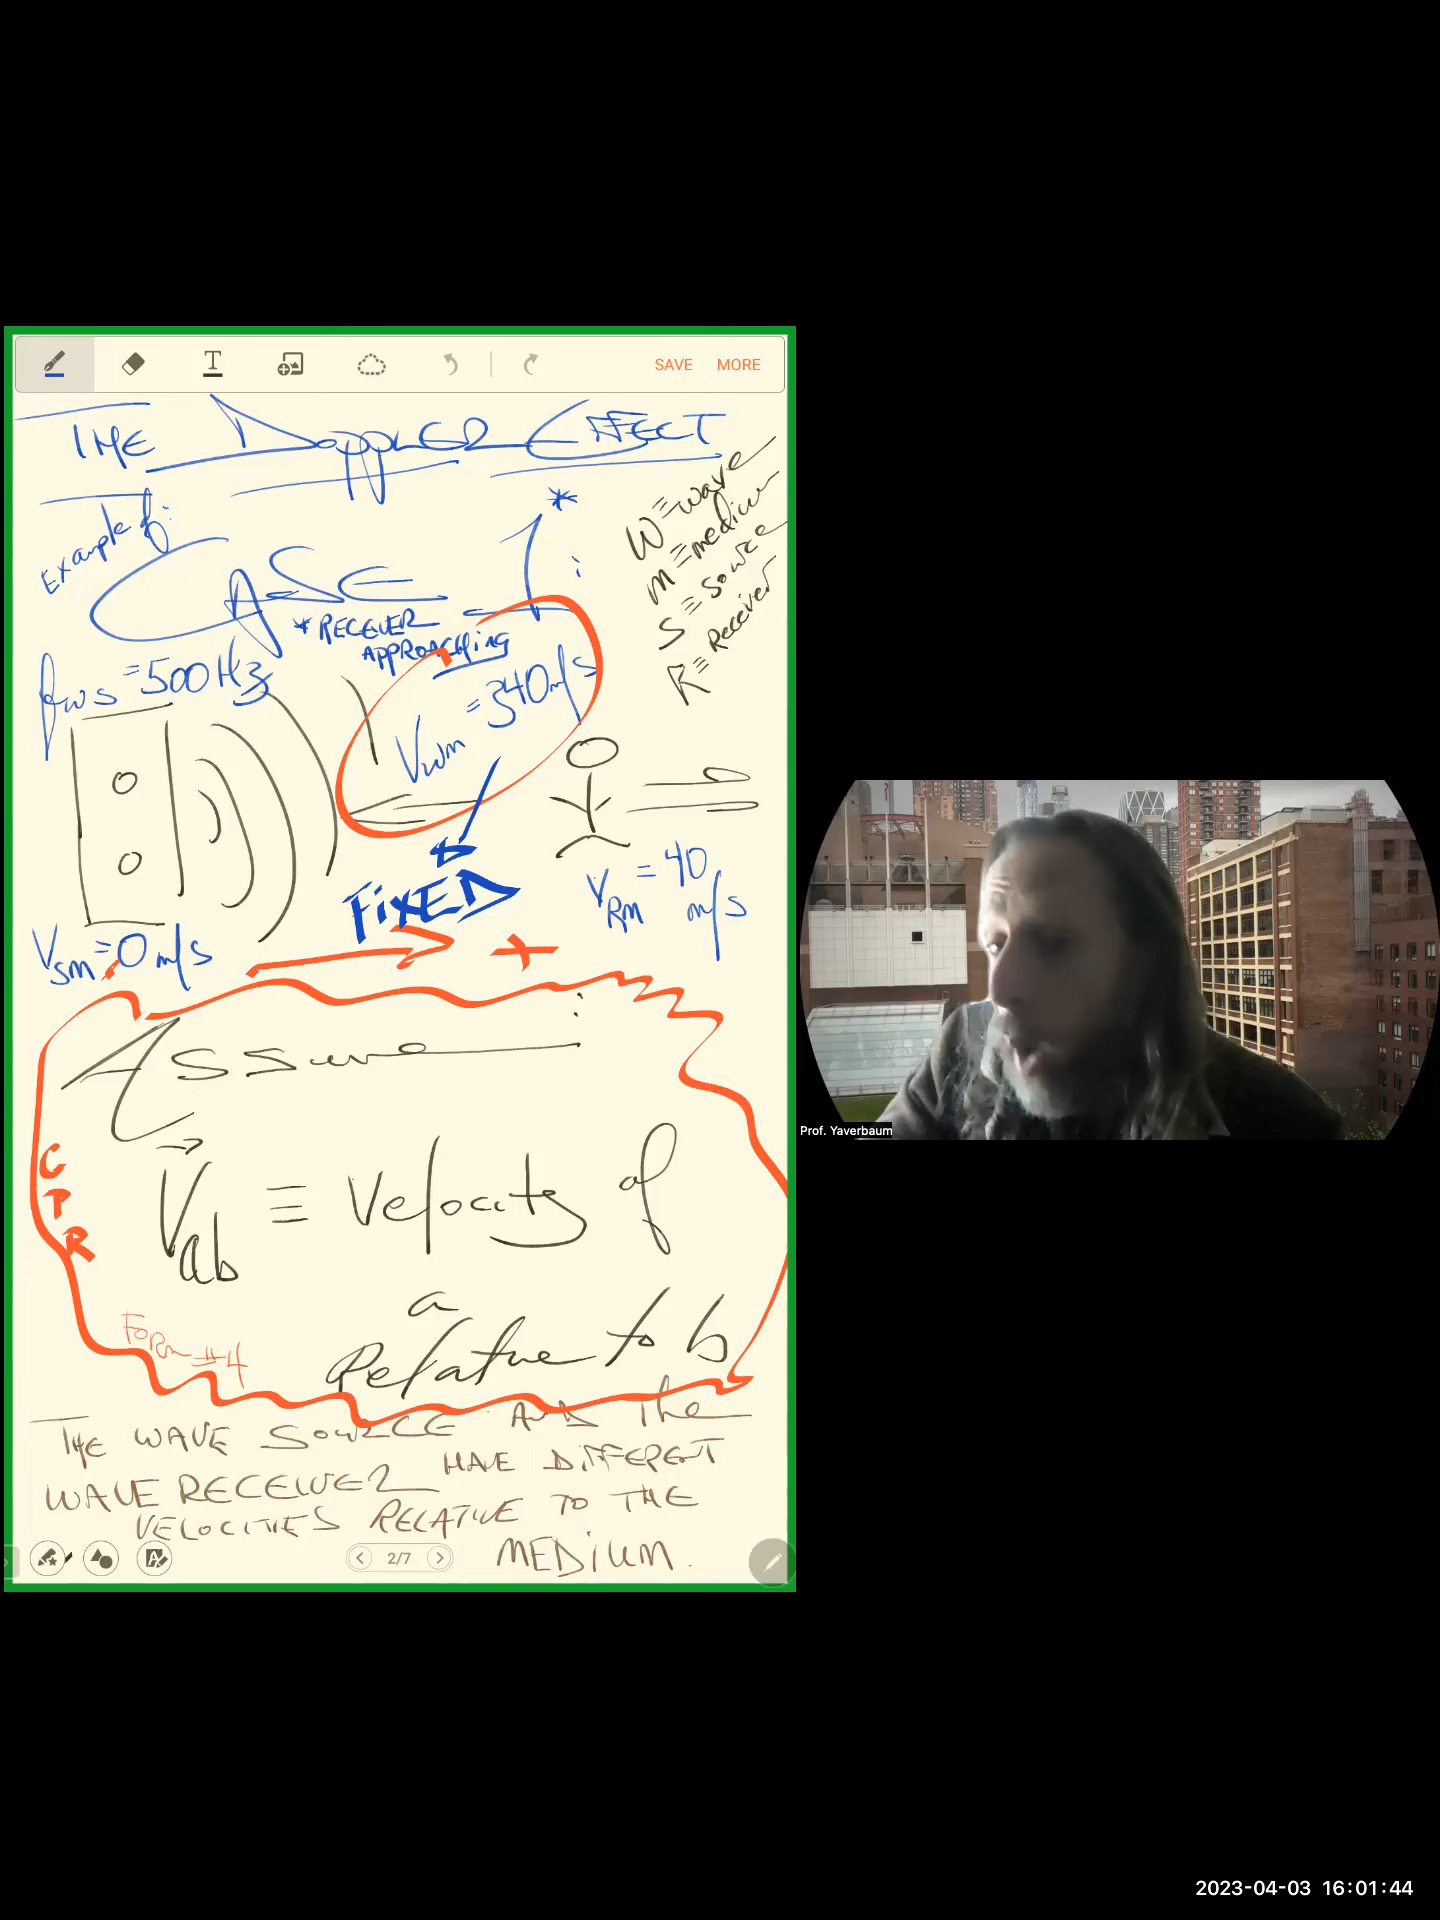 T
SAVE MORE
THE DOPPLER EFFECT
Example of:
CASE 1*:
* RECEIVER
APPROACHING
W ≡ wave
m ≡ medium
S ≡ Source
R ≡ Receiver
fws = 500 Hz
Vwm = 340 m/s
FixED
VRm = 40
m/s
Vsm = 0 m/s
+
Assume :
CTR
Vab ≡ Velocity of
a
Relative to b
Form #4
THE WAVE SOURCE AND The
WAVE RECEIVER HAVE DIFFERENT
VELOCITIES RELATIVE TO THE
MEDIUM.
2/7
Prof. Yaverbaum
2023-04-03 16:01:44